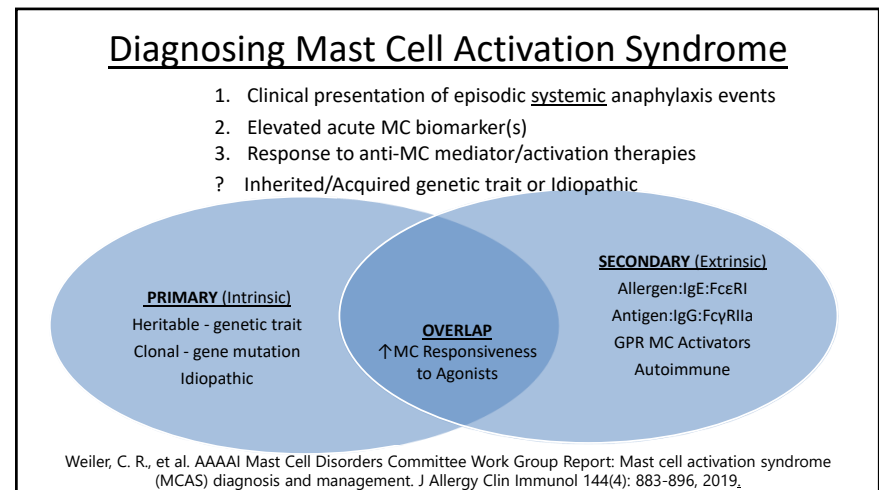 Diagnosing Mast Cell Activation Syndrome
1. Clinical presentation of episodic systemic anaphylaxis events
2. Elevated acute MC biomarker(s)
3. Response to anti-MC mediator/activation therapies
? Inherited/Acquired genetic trait or Idiopathic
PRIMARY (Intrinsic)
Heritable - genetic trait
Clonal - gene mutation
Idiopathic
OVERLAP
↑MC Responsiveness
to Agonists
SECONDARY (Extrinsic)
Allergen:IgE:FcεRI
Antigen:IgG:FcγRIIa
GPR MC Activators
Autoimmune
Weiler, C. R., et al. AAAAI Mast Cell Disorders Committee Work Group Report: Mast cell activation syndrome
(MCAS) diagnosis and management. J Allergy Clin Immunol 144(4): 883-896, 2019.